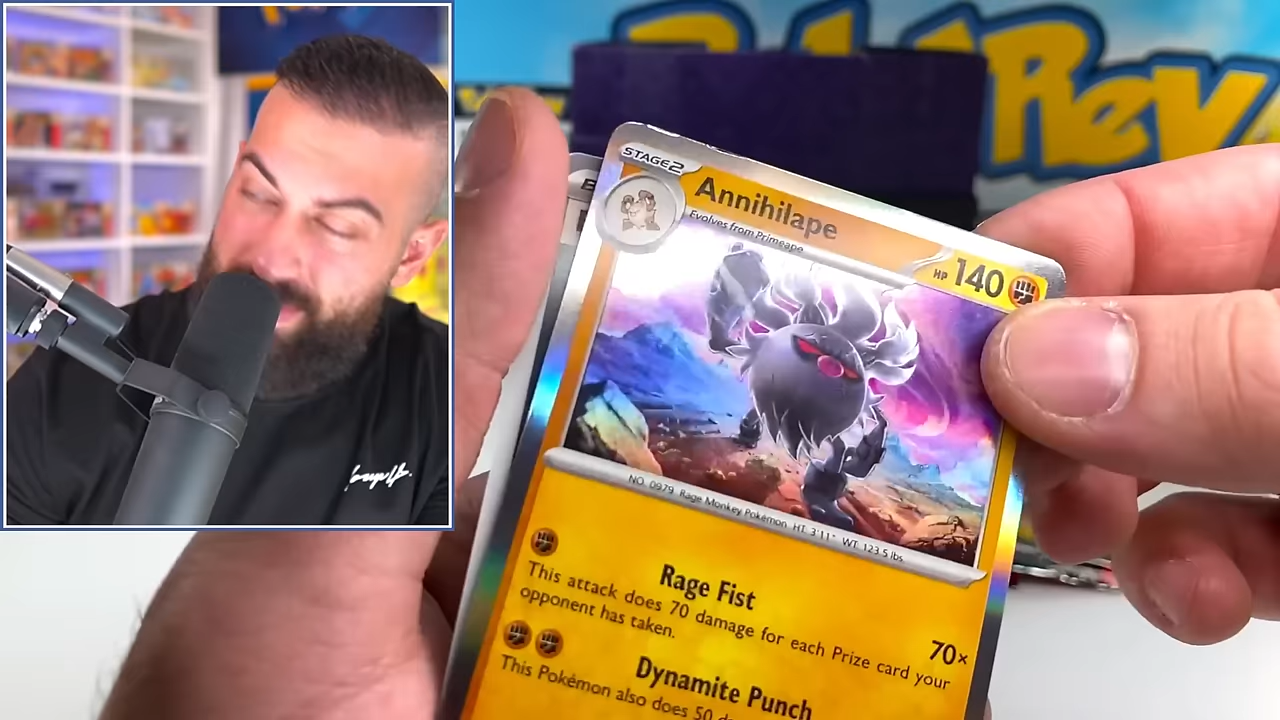 PokéRev
STAGE2
Annihilape
Evolves from Primeape
HP 140
NO. 0979 Rage Monkey Pokémon HT. 3'11" WT. 123.5 lbs
Rage Fist
70×
This attack does 70 damage for each Prize card your
opponent has taken.
Dynamite Punch
This Pokémon also does 50